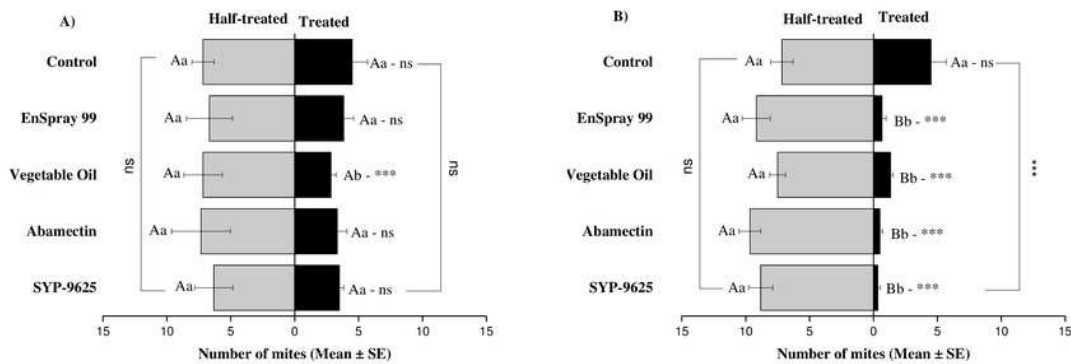 A)
Half-treated
Treated
Control
Aa
Aa - ns
EnSpray 99
Aa
Aa - ns
Vegetable Oil
Aa
Ab - ***
Abamectin
Aa
Aa - ns
SYP-9625
Aa
Aa - ns
ns
ns
15 10 5 0 5 10 15
Number of mites (Mean ± SE)
B)
Half-treated
Treated
Control
Aa
Aa - ns
EnSpray 99
Aa
Bb - ***
Vegetable Oil
Aa
Bb - ***
Abamectin
Aa
Bb - ***
SYP-9625
Aa
Bb - ***
ns
***
15 10 5 0 5 10 15
Number of mites (Mean ± SE)